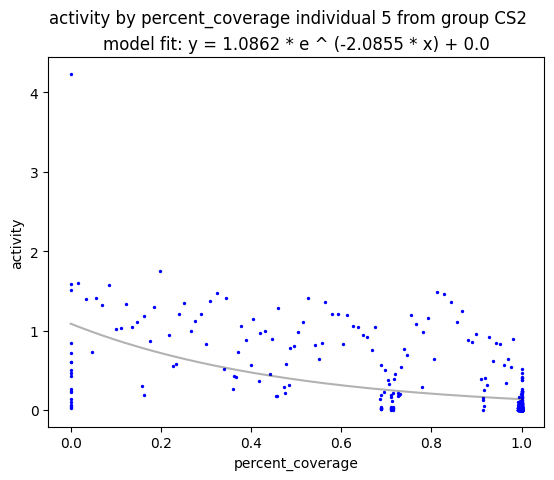 activity by percent_coverage individual 5 from group CS2
model fit: y = 1.0862 * e ^ (-2.0855 * x) + 0.0
4
3
2
1
0
activity
0.0 0.2 0.4 0.6 0.8 1.0
percent_coverage